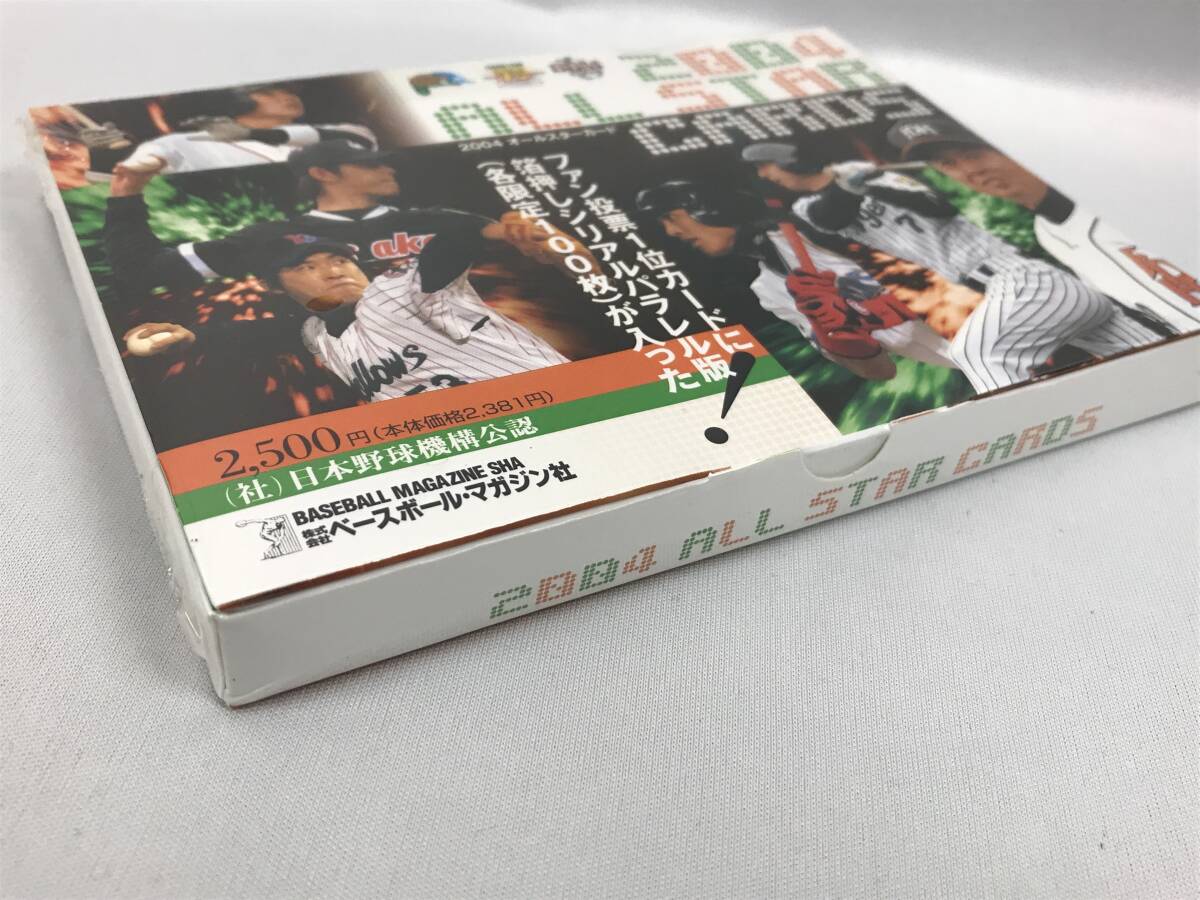 2004
ALL STAR
CARDS
2004 オールスターカード
ファン投票1位カードに
箔押しシリアルパラレル版
(各限定100枚)が入った
!
2,500円(本体価格2,381円)
(社)日本野球機構公認
BASEBALL MAGAZINE SHA
株式会社 ベースボール・マガジン社
2004 ALL STAR CARDS
7